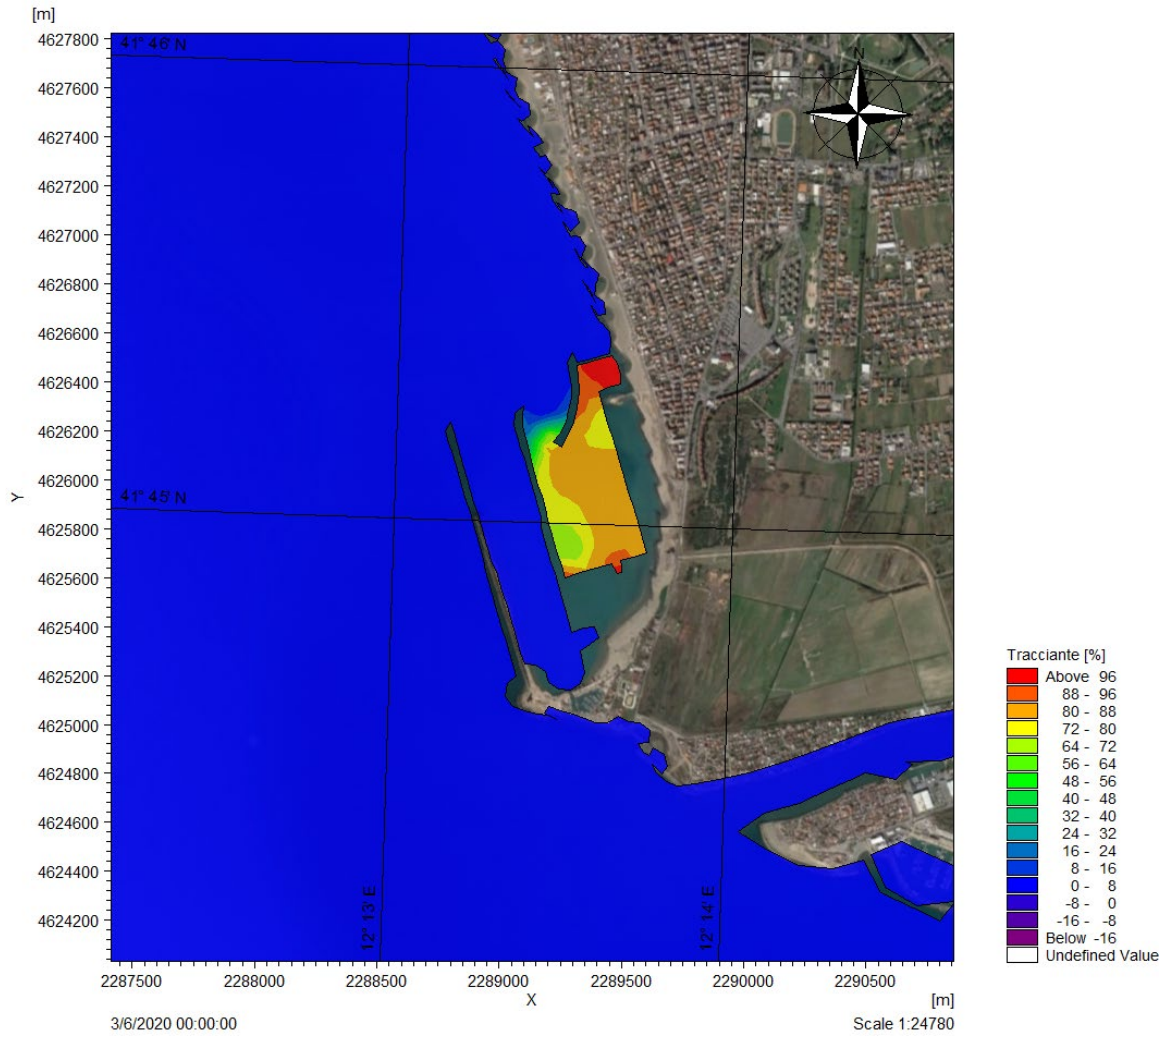 [m]
4627800
4627600
4627400
4627200
4627000
4626800
4626600
4626400
4626200
4626000
4625800
4625600
4625400
4625200
4625000
4624800
4624600
4624400
4624200
Y
41° 46' N
41° 45' N
12° 13' E
12° 14' E
N
2287500 2288000 2288500 2289000 2289500 2290000 2290500
X
[m]
3/6/2020 00:00:00
Scale 1:24780
Tracciante [%]
Above 96
88 - 96
80 - 88
72 - 80
64 - 72
56 - 64
48 - 56
40 - 48
32 - 40
24 - 32
16 - 24
8 - 16
0 - 8
-8 - 0
-16 - -8
Below -16
Undefined Value